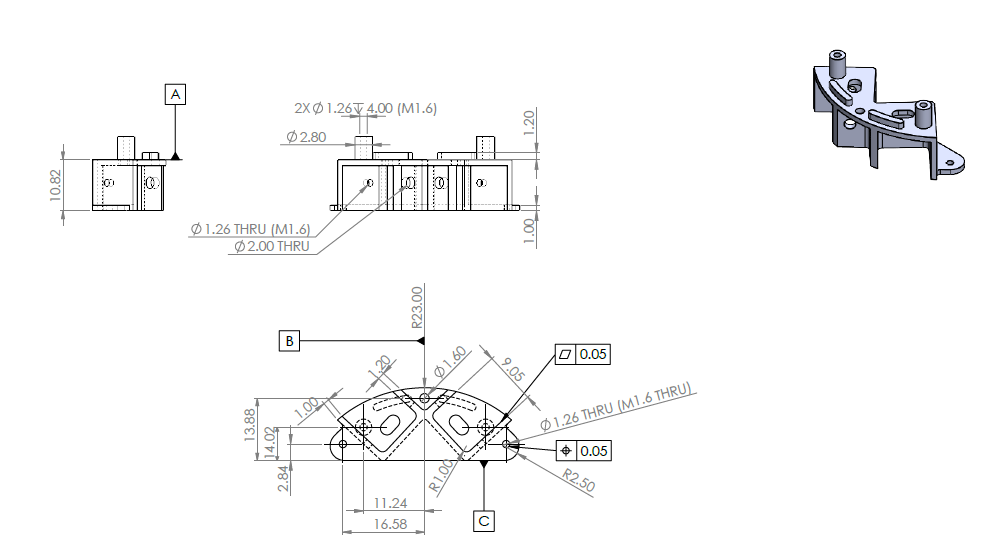 A
2X ∅ 1.26 ↧ 4.00 (M1.6)
∅ 2.80
1.20
10.82
∅ 1.26 THRU (M1.6)
∅ 2.00 THRU
1.00
R23.00
B
1.20
∅ 1.60
9.05
⏥ 0.05
1.00
∅ 1.26 THRU (M1.6 THRU)
13.88
14.02
⌖ 0.05
2.84
R1.00
R2.50
11.24
C
16.58